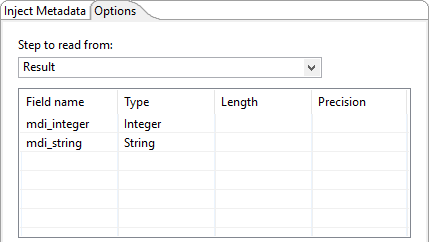 Inject Metadata Options
Step to read from:
Result
Field name Type Length Precision
mdi_integer Integer
mdi_string String